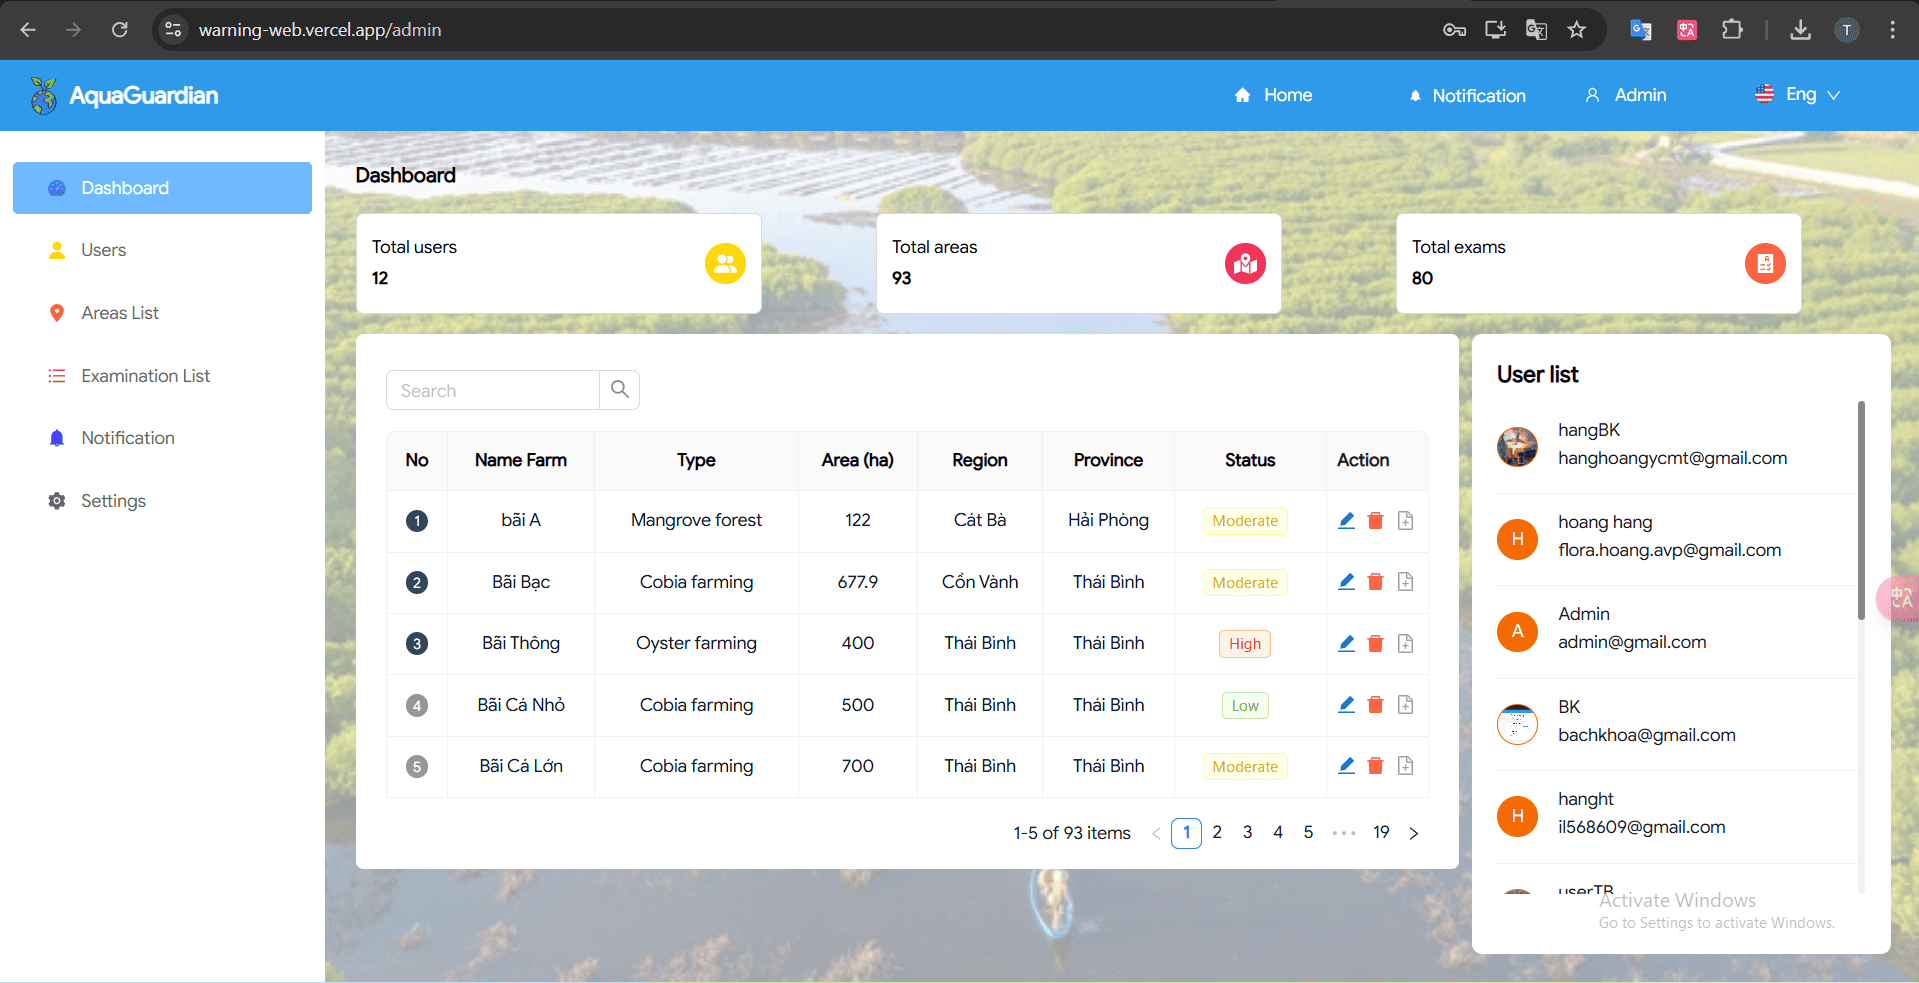 warning-web.vercel.app/admin
T
AquaGuardian
Home
Notification
Admin
Eng
Dashboard
Users
Areas List
Examination List
Notification
Settings
Dashboard
Total users
12
Total areas
93
Total exams
80
Search
No Name Farm Type Area (ha) Region Province Status Action
1 bãi A Mangrove forest 122 Cát Bà Hải Phòng Moderate
2 Bãi Bạc Cobia farming 677.9 Cồn Vành Thái Bình Moderate
3 Bãi Thông Oyster farming 400 Thái Bình Thái Bình High
4 Bãi Cá Nhỏ Cobia farming 500 Thái Bình Thái Bình Low
5 Bãi Cá Lớn Cobia farming 700 Thái Bình Thái Bình Moderate
1-5 of 93 items < 1 2 3 4 5 ••• 19 >
User list
hangBK
hanghoangycmt@gmail.com
H
hoang hang
flora.hoang.avp@gmail.com
A
Admin
admin@gmail.com
BK
bachkhoa@gmail.com
H
hanght
il568609@gmail.com
userTB
Activate Windows
Go to Settings to activate Windows.